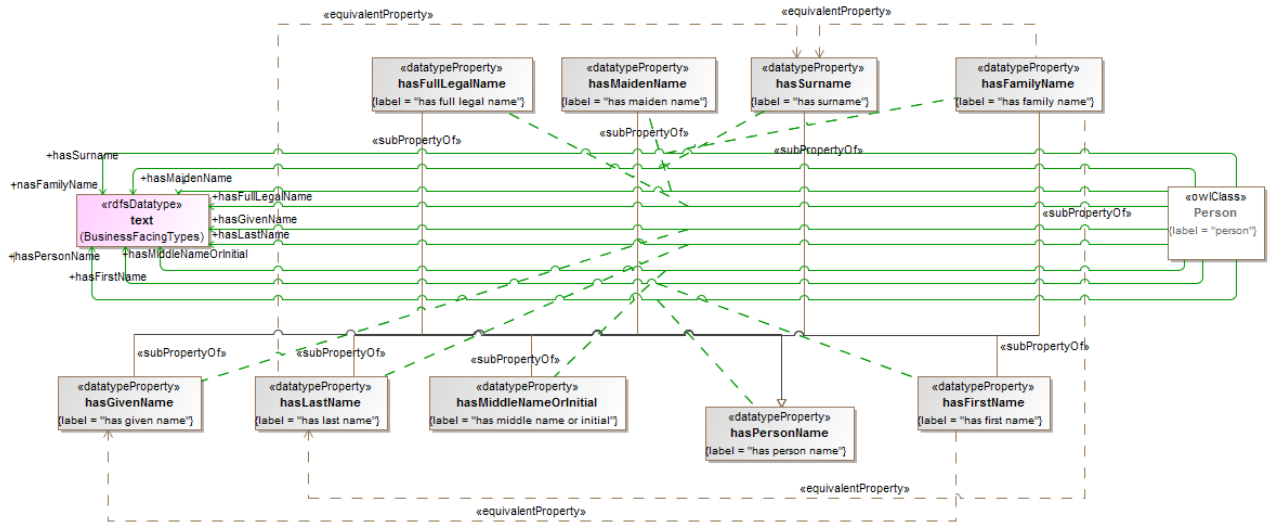 «equivalentProperty»
«equivalentProperty»
«datatypeProperty»
hasFullLegalName
{label = "has full legal name"}
«datatypeProperty»
hasMaidenName
{label = "has maiden name"}
«datatypeProperty»
hasSurname
{label = "has surname"}
«datatypeProperty»
hasFamilyName
{label = "has family name"}
«subPropertyOf»
«subPropertyOf»
«subPropertyOf»
«subPropertyOf»
+hasSurname
+hasMaidenName
+hasFamilyName
+hasFullLegalName
«rdfsDatatype»
text
(BusinessFacingTypes)
+hasGivenName
+hasLastName
+hasPersonName
+hasMiddleNameOrInitial
+hasFirstName
«owlClass»
Person
{label = "person"}
«subPropertyOf»
«subPropertyOf»
«subPropertyOf»
«subPropertyOf»
«datatypeProperty»
hasGivenName
{label = "has given name"}
«datatypeProperty»
hasLastName
{label = "has last name"}
«datatypeProperty»
hasMiddleNameOrInitial
{label = "has middle name or initial"}
«datatypeProperty»
hasPersonName
{label = "has person name"}
«datatypeProperty»
hasFirstName
{label = "has first name"}
«equivalentProperty»
«equivalentProperty»